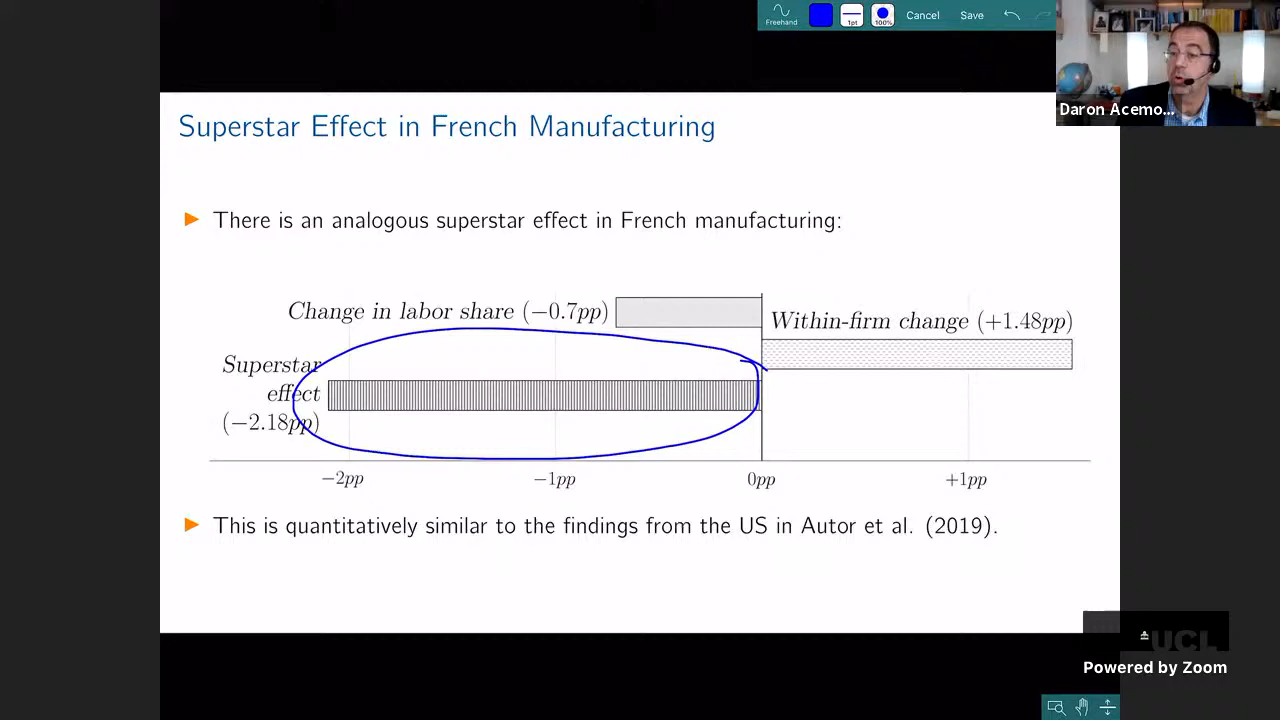 Freehand
1pt
100%
Cancel
Save
Daron Acemo...
Superstar Effect in French Manufacturing
There is an analogous superstar effect in French manufacturing:
Change in labor share (−0.7pp)
Within-firm change (+1.48pp)
Superstar
effect
(−2.18pp)
−2pp
−1pp
0pp
+1pp
This is quantitatively similar to the findings from the US in Autor et al. (2019).
UCL
Powered by Zoom